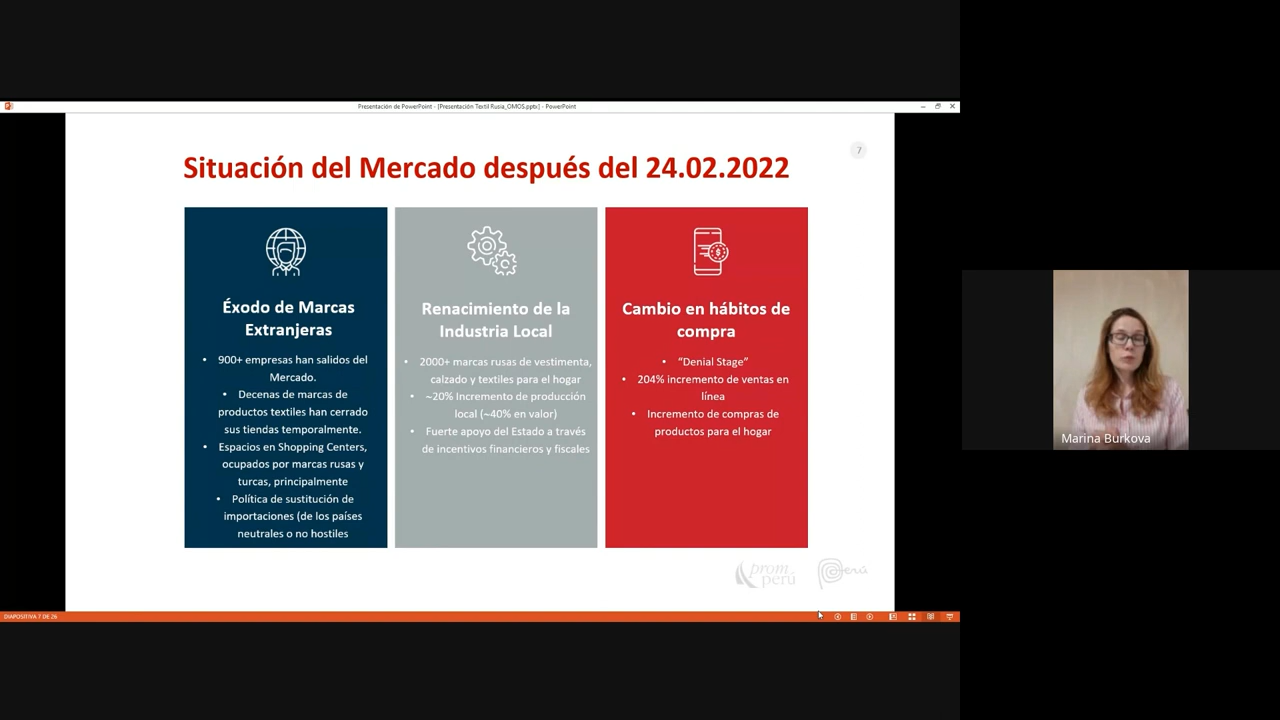 Presentación de PowerPoint - [Presentación Textil Rusia_OMOS.pptx] - PowerPoint
7
Situación del Mercado después del 24.02.2022
Éxodo de Marcas
Extranjeras
• 900+ empresas han salidos del
Mercado.
• Decenas de marcas de
productos textiles han cerrado
sus tiendas temporalmente.
• Espacios en Shopping Centers,
ocupados por marcas rusas y
turcas, principalmente
• Política de sustitución de
importaciones (de los países
neutrales o no hostiles
Renacimiento de la
Industria Local
• 2000+ marcas rusas de vestimenta,
calzado y textiles para el hogar
• ~20% Incremento de producción
local (~40% en valor)
• Fuerte apoyo del Estado a través
de incentivos financieros y fiscales
Cambio en hábitos de
compra
• “Denial Stage”
• 204% incremento de ventas en
línea
• Incremento de compras de
productos para el hogar
prom
perú
Perú
DIAPOSITIVA 7 DE 26
Marina Burkova